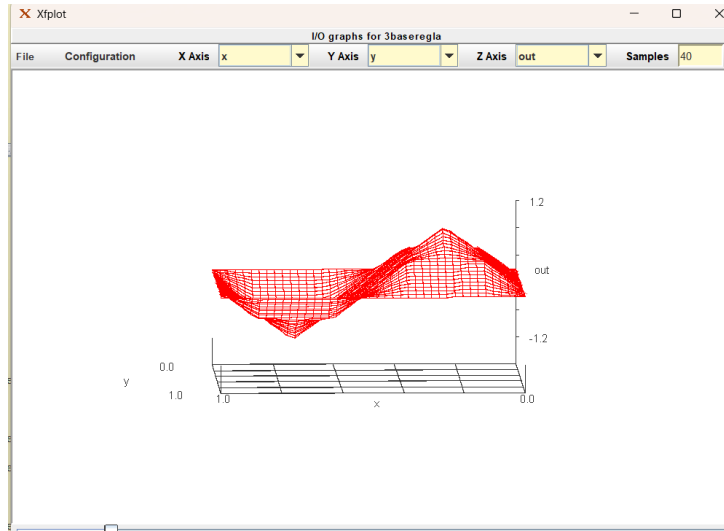 Xfplot
I/O graphs for 3baseregla
File Configuration X Axis x Y Axis y Z Axis out Samples 40
1.2
out
-1.2
0.0
y
1.0 1.0 x 0.0